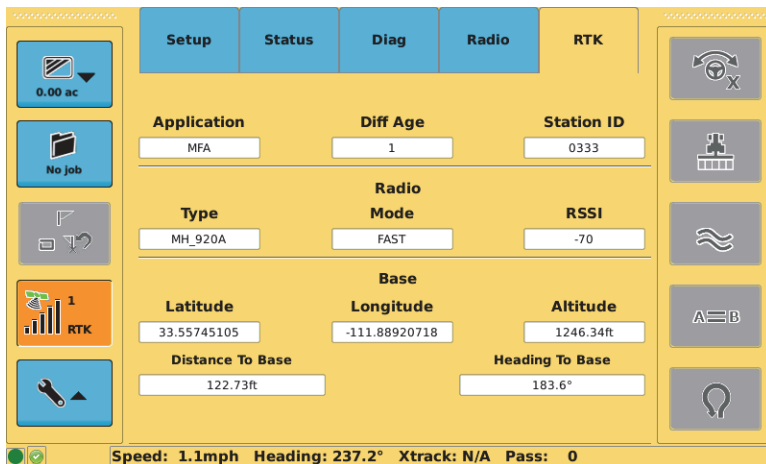 Setup Status Diag Radio RTK
0.00 ac
No job
1
RTK
Application Diff Age Station ID
MFA 1 0333
Radio
Type Mode RSSI
MH_920A FAST -70
Base
Latitude Longitude Altitude
33.55745105 -111.88920718 1246.34ft
Distance To Base Heading To Base
122.73ft 183.6°
X
A B
Speed: 1.1mph Heading: 237.2° Xtrack: N/A Pass: 0